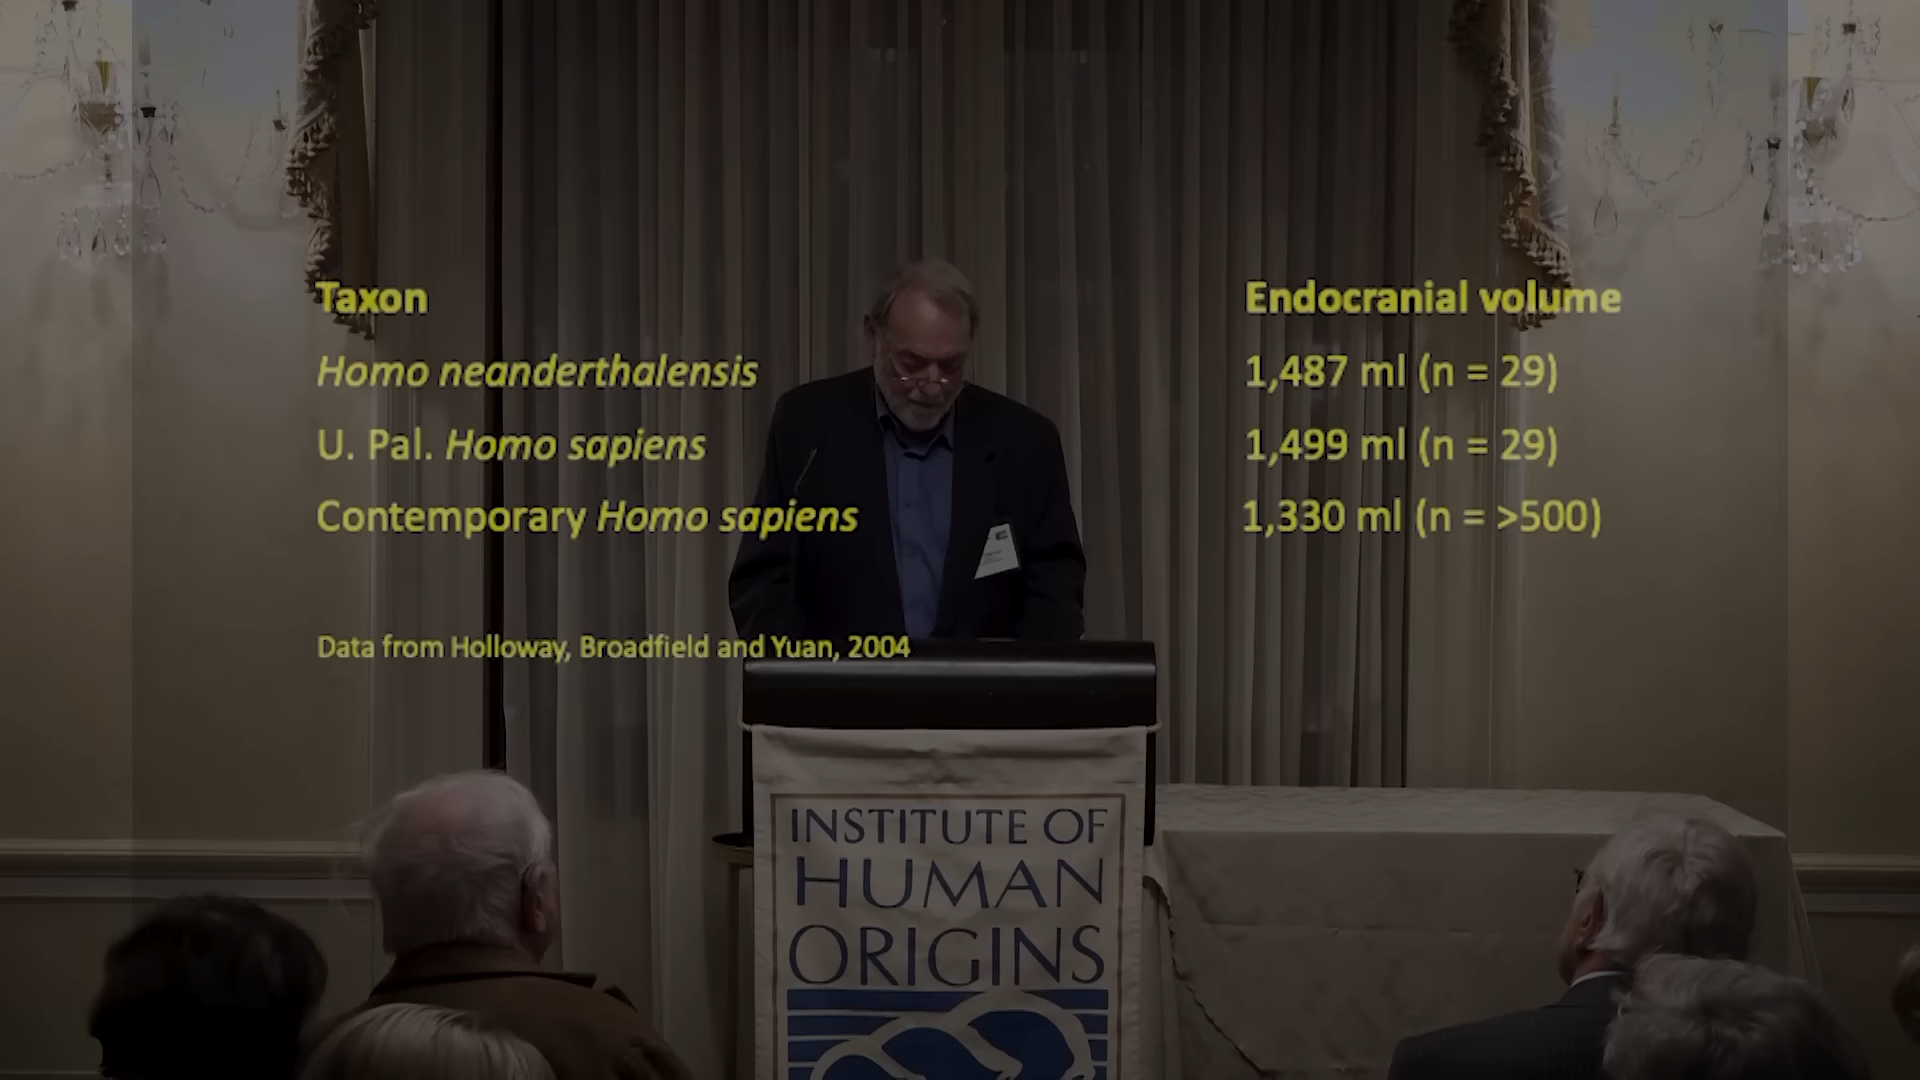 Taxon Endocranial volume
Homo neanderthalensis 1,487 ml (n = 29)
U. Pal. Homo sapiens 1,499 ml (n = 29)
Contemporary Homo sapiens 1,330 ml (n = >500)
Data from Holloway, Broadfield and Yuan, 2004
INSTITUTE OF
HUMAN
ORIGINS